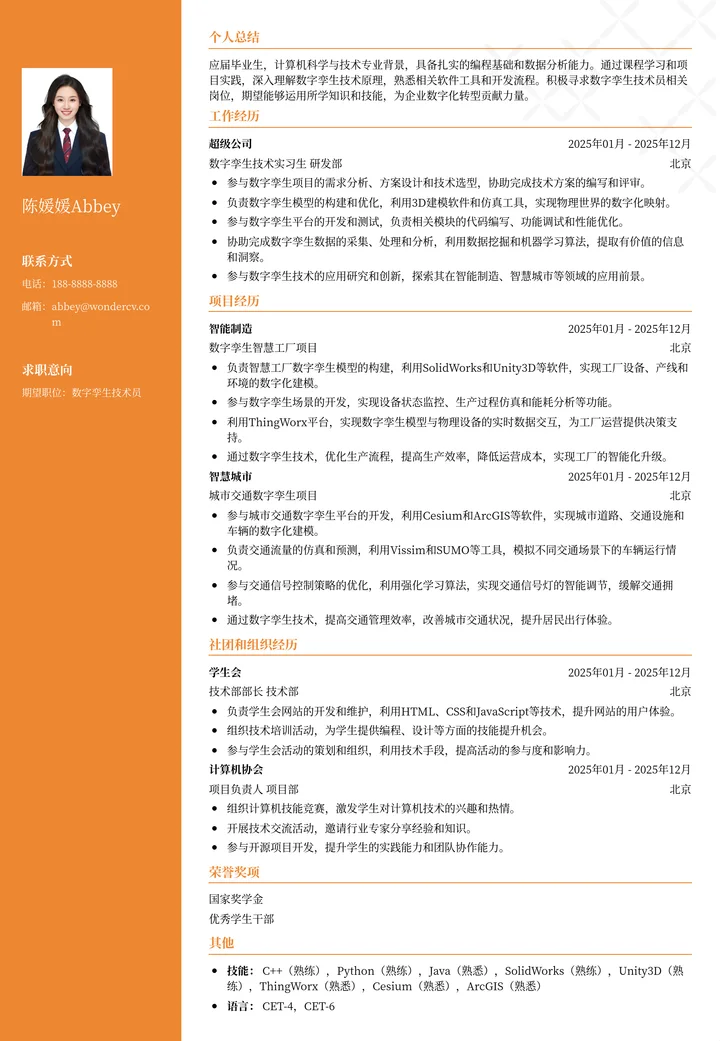 陈媛媛Abbey
联系方式
电话：188-8888-8888
邮箱：abbey@wondercv.co
m
求职意向
期望职位：数字孪生技术员
个人总结
应届毕业生，计算机科学与技术专业背景，具备扎实的编程基础和数据分析能力。通过课程学习和项
目实践，深入理解数字孪生技术原理，熟悉相关软件工具和开发流程。积极寻求数字孪生技术员相关
岗位，期望能够运用所学知识和技能，为企业数字化转型贡献力量。
工作经历
超级公司 2025年01月 - 2025年12月
数字孪生技术实习生 研发部 北京
• 参与数字孪生项目的需求分析、方案设计和技术选型，协助完成技术方案的编写和评审。
• 负责数字孪生模型的构建和优化，利用3D建模软件和仿真工具，实现物理世界的数字化映射。
• 参与数字孪生平台的开发和测试，负责相关模块的代码编写、功能调试和性能优化。
• 协助完成数字孪生数据的采集、处理和分析，利用数据挖掘和机器学习算法，提取有价值的信息
和洞察。
• 参与数字孪生技术的应用研究和创新，探索其在智能制造、智慧城市等领域的应用前景。
项目经历
智能制造 2025年01月 - 2025年12月
数字孪生智慧工厂项目 北京
• 负责智慧工厂数字孪生模型的构建，利用SolidWorks和Unity3D等软件，实现工厂设备、产线和
环境的数字化建模。
• 参与数字孪生场景的开发，实现设备状态监控、生产过程仿真和能耗分析等功能。
• 利用ThingWorx平台，实现数字孪生模型与物理设备的实时数据交互，为工厂运营提供决策支
持。
• 通过数字孪生技术，优化生产流程，提高生产效率，降低运营成本，实现工厂的智能化升级。
智慧城市 2025年01月 - 2025年12月
城市交通数字孪生项目 北京
• 参与城市交通数字孪生平台的开发，利用Cesium和ArcGIS等软件，实现城市道路、交通设施和
车辆的数字化建模。
• 负责交通流量的仿真和预测，利用Vissim和SUMO等工具，模拟不同交通场景下的车辆运行情
况。
• 参与交通信号控制策略的优化，利用强化学习算法，实现交通信号灯的智能调节，缓解交通拥
堵。
• 通过数字孪生技术，提高交通管理效率，改善城市交通状况，提升居民出行体验。
社团和组织经历
学生会 2025年01月 - 2025年12月
技术部部长 技术部 北京
• 负责学生会网站的开发和维护，利用HTML、CSS和JavaScript等技术，提升网站的用户体验。
• 组织技术培训活动，为学生提供编程、设计等方面的技能提升机会。
• 参与学生会活动的策划和组织，利用技术手段，提高活动的参与度和影响力。
计算机协会 2025年01月 - 2025年12月
项目负责人 项目部 北京
• 组织计算机技能竞赛，激发学生对计算机技术的兴趣和热情。
• 开展技术交流活动，邀请行业专家分享经验和知识。
• 参与开源项目开发，提升学生的实践能力和团队协作能力。
荣誉奖项
国家奖学金
优秀学生干部
其他
• 技能： C++（熟练），Python（熟练），Java（熟悉），SolidWorks（熟练），Unity3D（熟
练），ThingWorx（熟悉），Cesium（熟悉），ArcGIS（熟悉）
• 语言： CET-4，CET-6